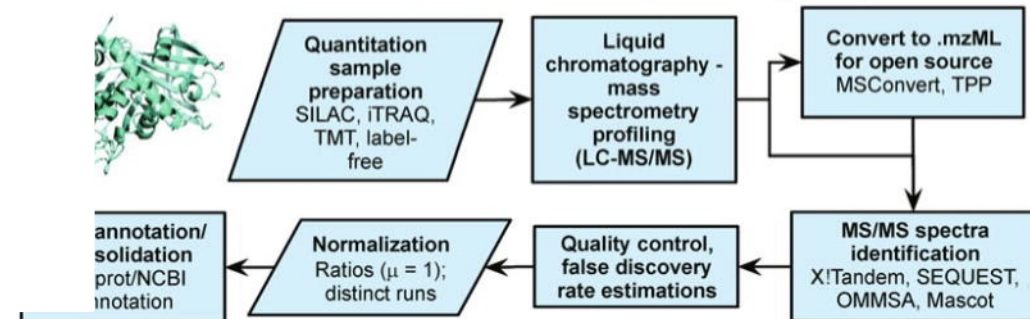 Quantitation
sample
preparation
SILAC, iTRAQ,
TMT, label-
free
Liquid
chromatography -
mass
spectrometry
profiling
(LC-MS/MS)
Convert to .mzML
for open source
MSConvert, TPP
MS/MS spectra
identification
X!Tandem, SEQUEST,
OMMSA, Mascot
Quality control,
false discovery
rate estimations
Normalization
Ratios (μ = 1);
distinct runs
annotation/
solidation
prot/NCBI
nnotation